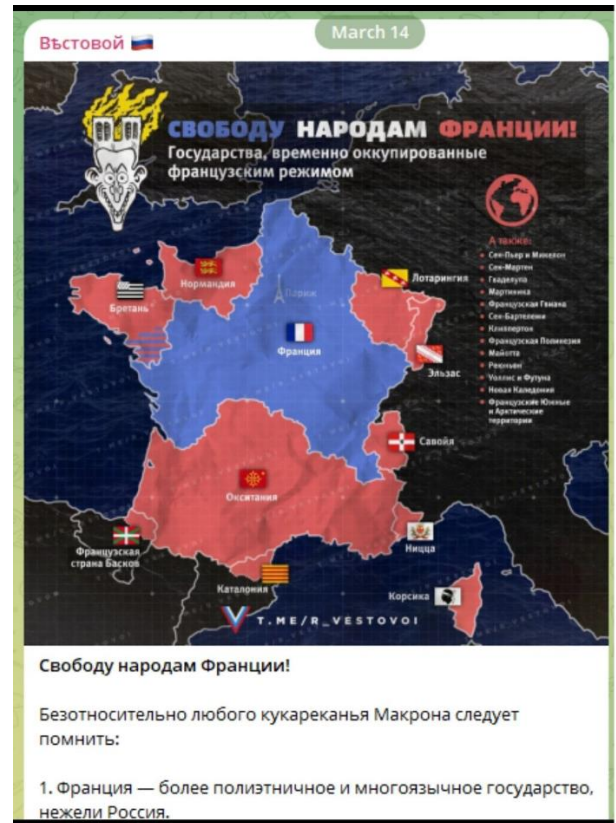 Вѣстовой
March 14
СВОБОДУ НАРОДАМ ФРАНЦИИ!
Государства, временно оккупированные
французским режимом
А также:
Сен-Пьер и Микелон
Сен-Мартен
Гваделупа
Мартиника
Французская Гвиана
Сен-Бартелеми
Клиппертон
Французская Полинезия
Майотта
Реюньон
Уоллис и Футуна
Новая Каледония
Французские Южные
и Арктические
территории
Нормандия
Лотарингия
Бретань
Париж
Франция
Эльзас
Савойя
Окситания
Французская
страна Басков
Ницца
Каталония
Корсика
T.ME/R_VESTOVOI
Свободу народам Франции!
Безотносительно любого кукареканья Макрона следует
помнить:
1. Франция — более полиэтничное и многоязычное государство,
нежели Россия.